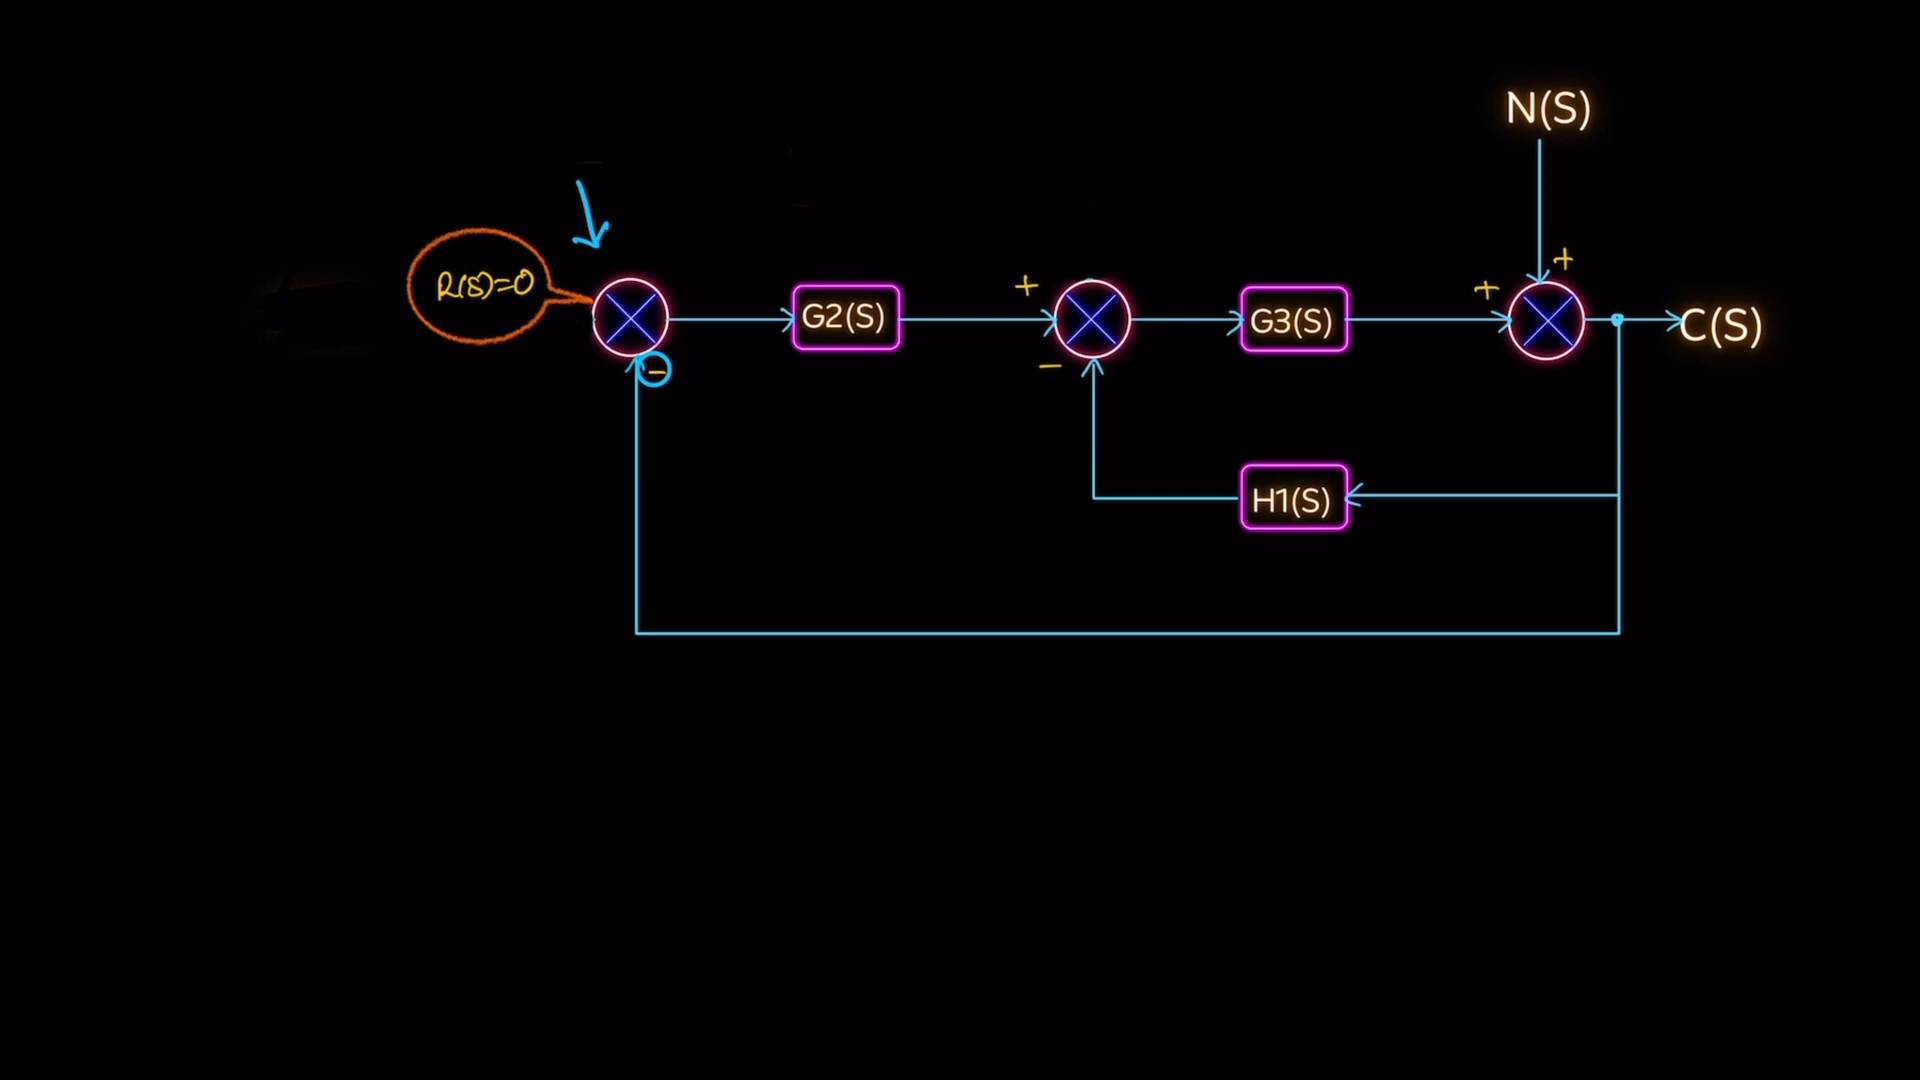 N(S)
R(S)=0
G2(S)
+
-
G3(S)
+
+
C(S)
-
H1(S)